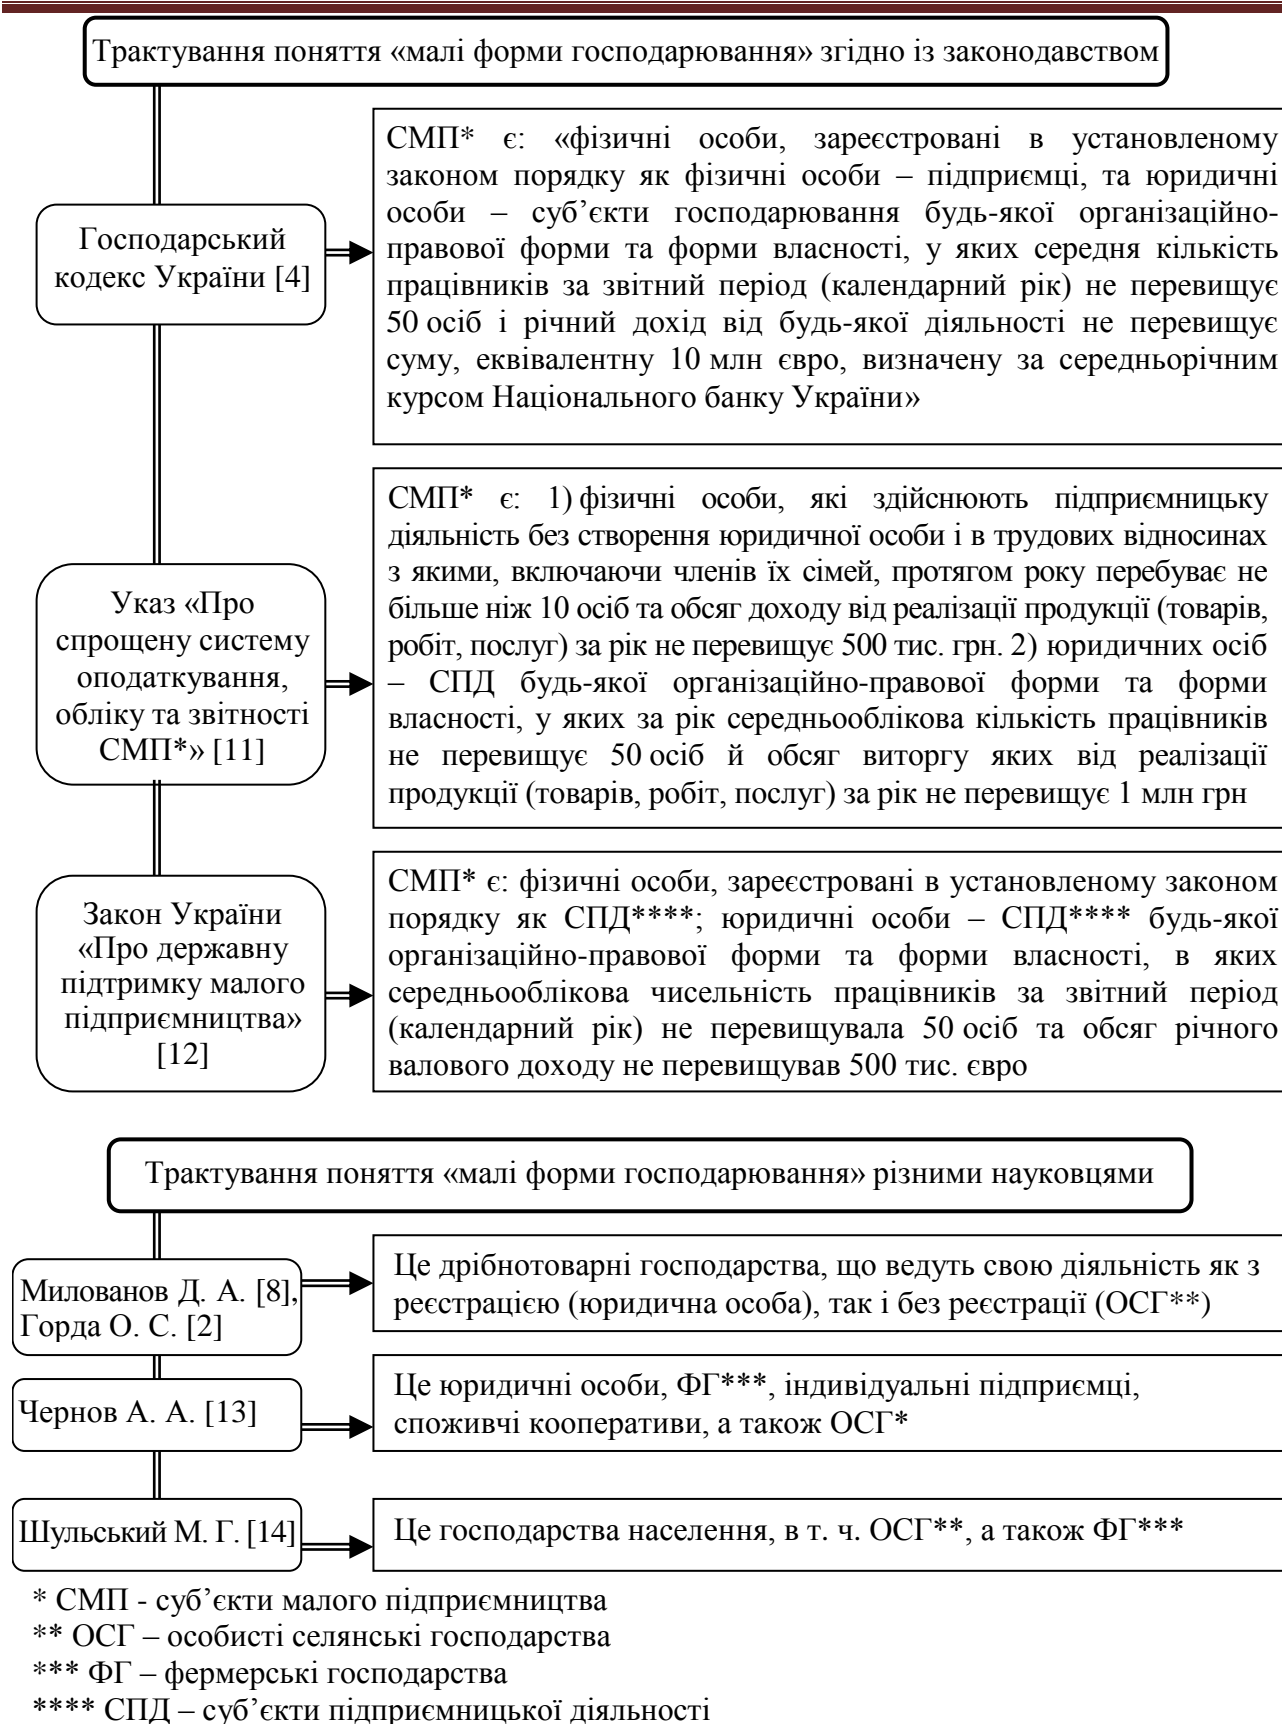 Трактування поняття «малі форми господарювання» згідно із законодавством
Господарський
кодекс України [4]
СМП* є: «фізичні особи, зареєстровані в установленому
законом порядку як фізичні особи – підприємці, та юридичні
особи – суб’єкти господарювання будь-якої організаційно-
правової форми та форми власності, у яких середня кількість
працівників за звітний період (календарний рік) не перевищує
50 осіб і річний дохід від будь-якої діяльності не перевищує
суму, еквівалентну 10 млн євро, визначену за середньорічним
курсом Національного банку України»
Указ «Про
спрощену систему
оподаткування,
обліку та звітності
СМП*» [11]
СМП* є: 1) фізичні особи, які здійснюють підприємницьку
діяльність без створення юридичної особи і в трудових відносинах
з якими, включаючи членів їх сімей, протягом року перебуває не
більше ніж 10 осіб та обсяг доходу від реалізації продукції (товарів,
робіт, послуг) за рік не перевищує 500 тис. грн. 2) юридичних осіб
– СПД будь-якої організаційно-правової форми та форми
власності, у яких за рік середньооблікова кількість працівників
не перевищує 50 осіб й обсяг виторгу яких від реалізації
продукції (товарів, робіт, послуг) за рік не перевищує 1 млн грн
Закон України
«Про державну
підтримку малого
підприємництва»
[12]
СМП* є: фізичні особи, зареєстровані в установленому законом
порядку як СПД****; юридичні особи – СПД**** будь-якої
організаційно-правової форми та форми власності, в яких
середньооблікова чисельність працівників за звітний період
(календарний рік) не перевищувала 50 осіб та обсяг річного
валового доходу не перевищував 500 тис. євро
Трактування поняття «малі форми господарювання» різними науковцями
Милованов Д. А. [8],
Горда О. С. [2]
Це дрібнотоварні господарства, що ведуть свою діяльність як з
реєстрацією (юридична особа), так і без реєстрації (ОСГ**)
Чернов А. А. [13]
Це юридичні особи, ФГ***, індивідуальні підприємці,
споживчі кооперативи, а також ОСГ*
Шульський М. Г. [14]
Це господарства населення, в т. ч. ОСГ**, а також ФГ***
* СМП - суб’єкти малого підприємництва
** ОСГ – особисті селянські господарства
*** ФГ – фермерські господарства
**** СПД – суб’єкти підприємницької діяльності